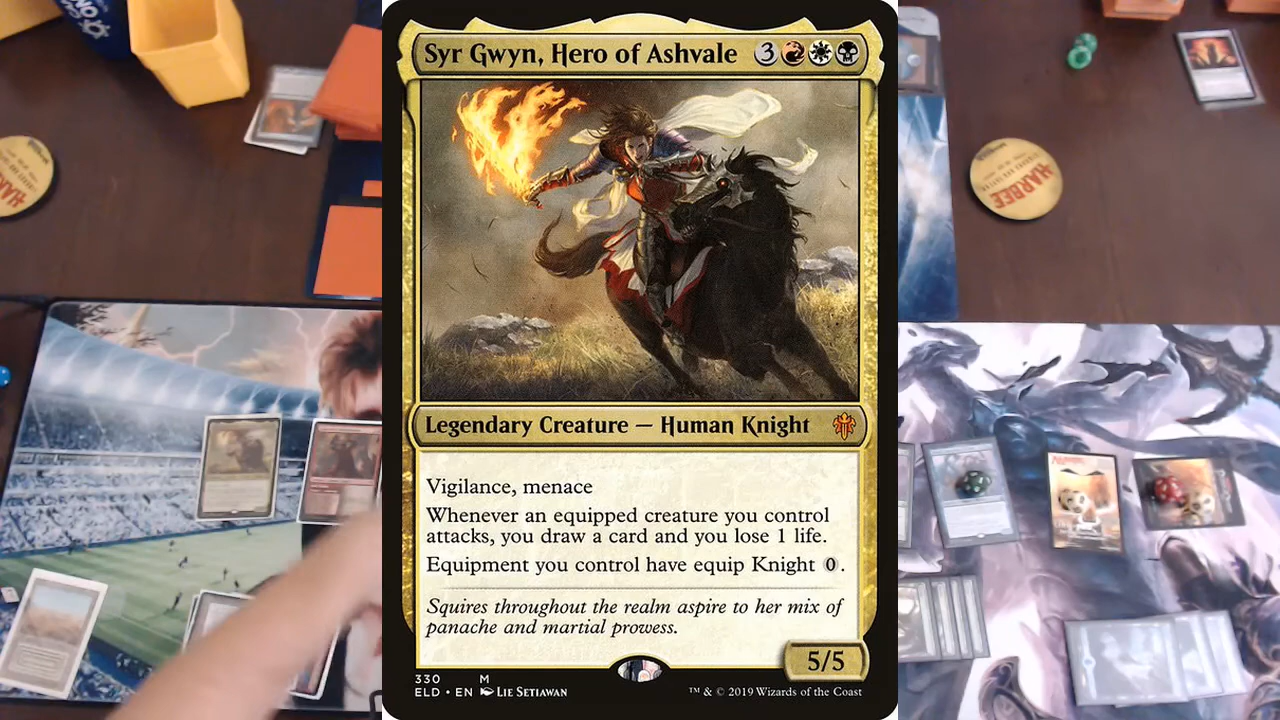 Syr Gwyn, Hero of Ashvale 3
Legendary Creature — Human Knight
Vigilance, menace
Whenever an equipped creature you control
attacks, you draw a card and you lose 1 life.
Equipment you control have equip Knight 0.
Squires throughout the realm aspire to her mix of
panache and martial prowess.
5/5
330 M
ELD • EN LIE SETIAWAN
™ & © 2019 Wizards of the Coast
HARBEE